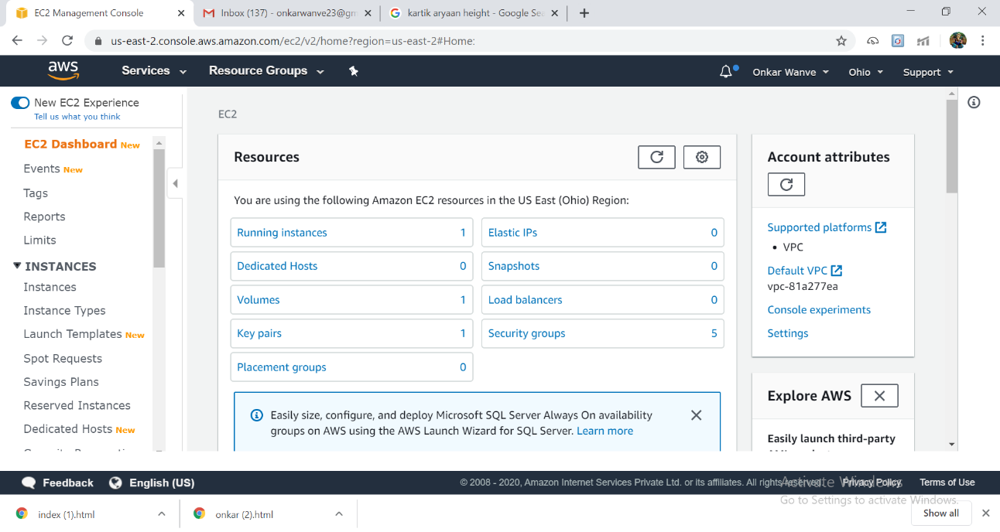 EC2 Management Console
Inbox (137) - onkarwanve23@gm
kartik aryaan height - Google Sea
us-east-2.console.aws.amazon.com/ec2/v2/home?region=us-east-2#Home:
aws
Services
Resource Groups
Onkar Wanve
Ohio
Support
New EC2 Experience
Tell us what you think
EC2 Dashboard New
Events New
Tags
Reports
Limits
INSTANCES
Instances
Instance Types
Launch Templates New
Spot Requests
Savings Plans
Reserved Instances
Dedicated Hosts New
EC2
Resources
You are using the following Amazon EC2 resources in the US East (Ohio) Region:
Running instances 1
Elastic IPs 0
Dedicated Hosts 0
Snapshots 0
Volumes 1
Load balancers 0
Key pairs 1
Security groups 5
Placement groups 0
Easily size, configure, and deploy Microsoft SQL Server Always On availability
groups on AWS using the AWS Launch Wizard for SQL Server. Learn more
Account attributes
Supported platforms
• VPC
Default VPC
vpc-81a277ea
Console experiments
Settings
Explore AWS
Easily launch third-party
Feedback
English (US)
© 2008 - 2020, Amazon Internet Services Private Ltd. or its affiliates. All rights reserved.
Privacy Policy
Terms of Use
Activate Windows
Go to Settings to activate Windows.
index (1).html
onkar (2).html
Show all